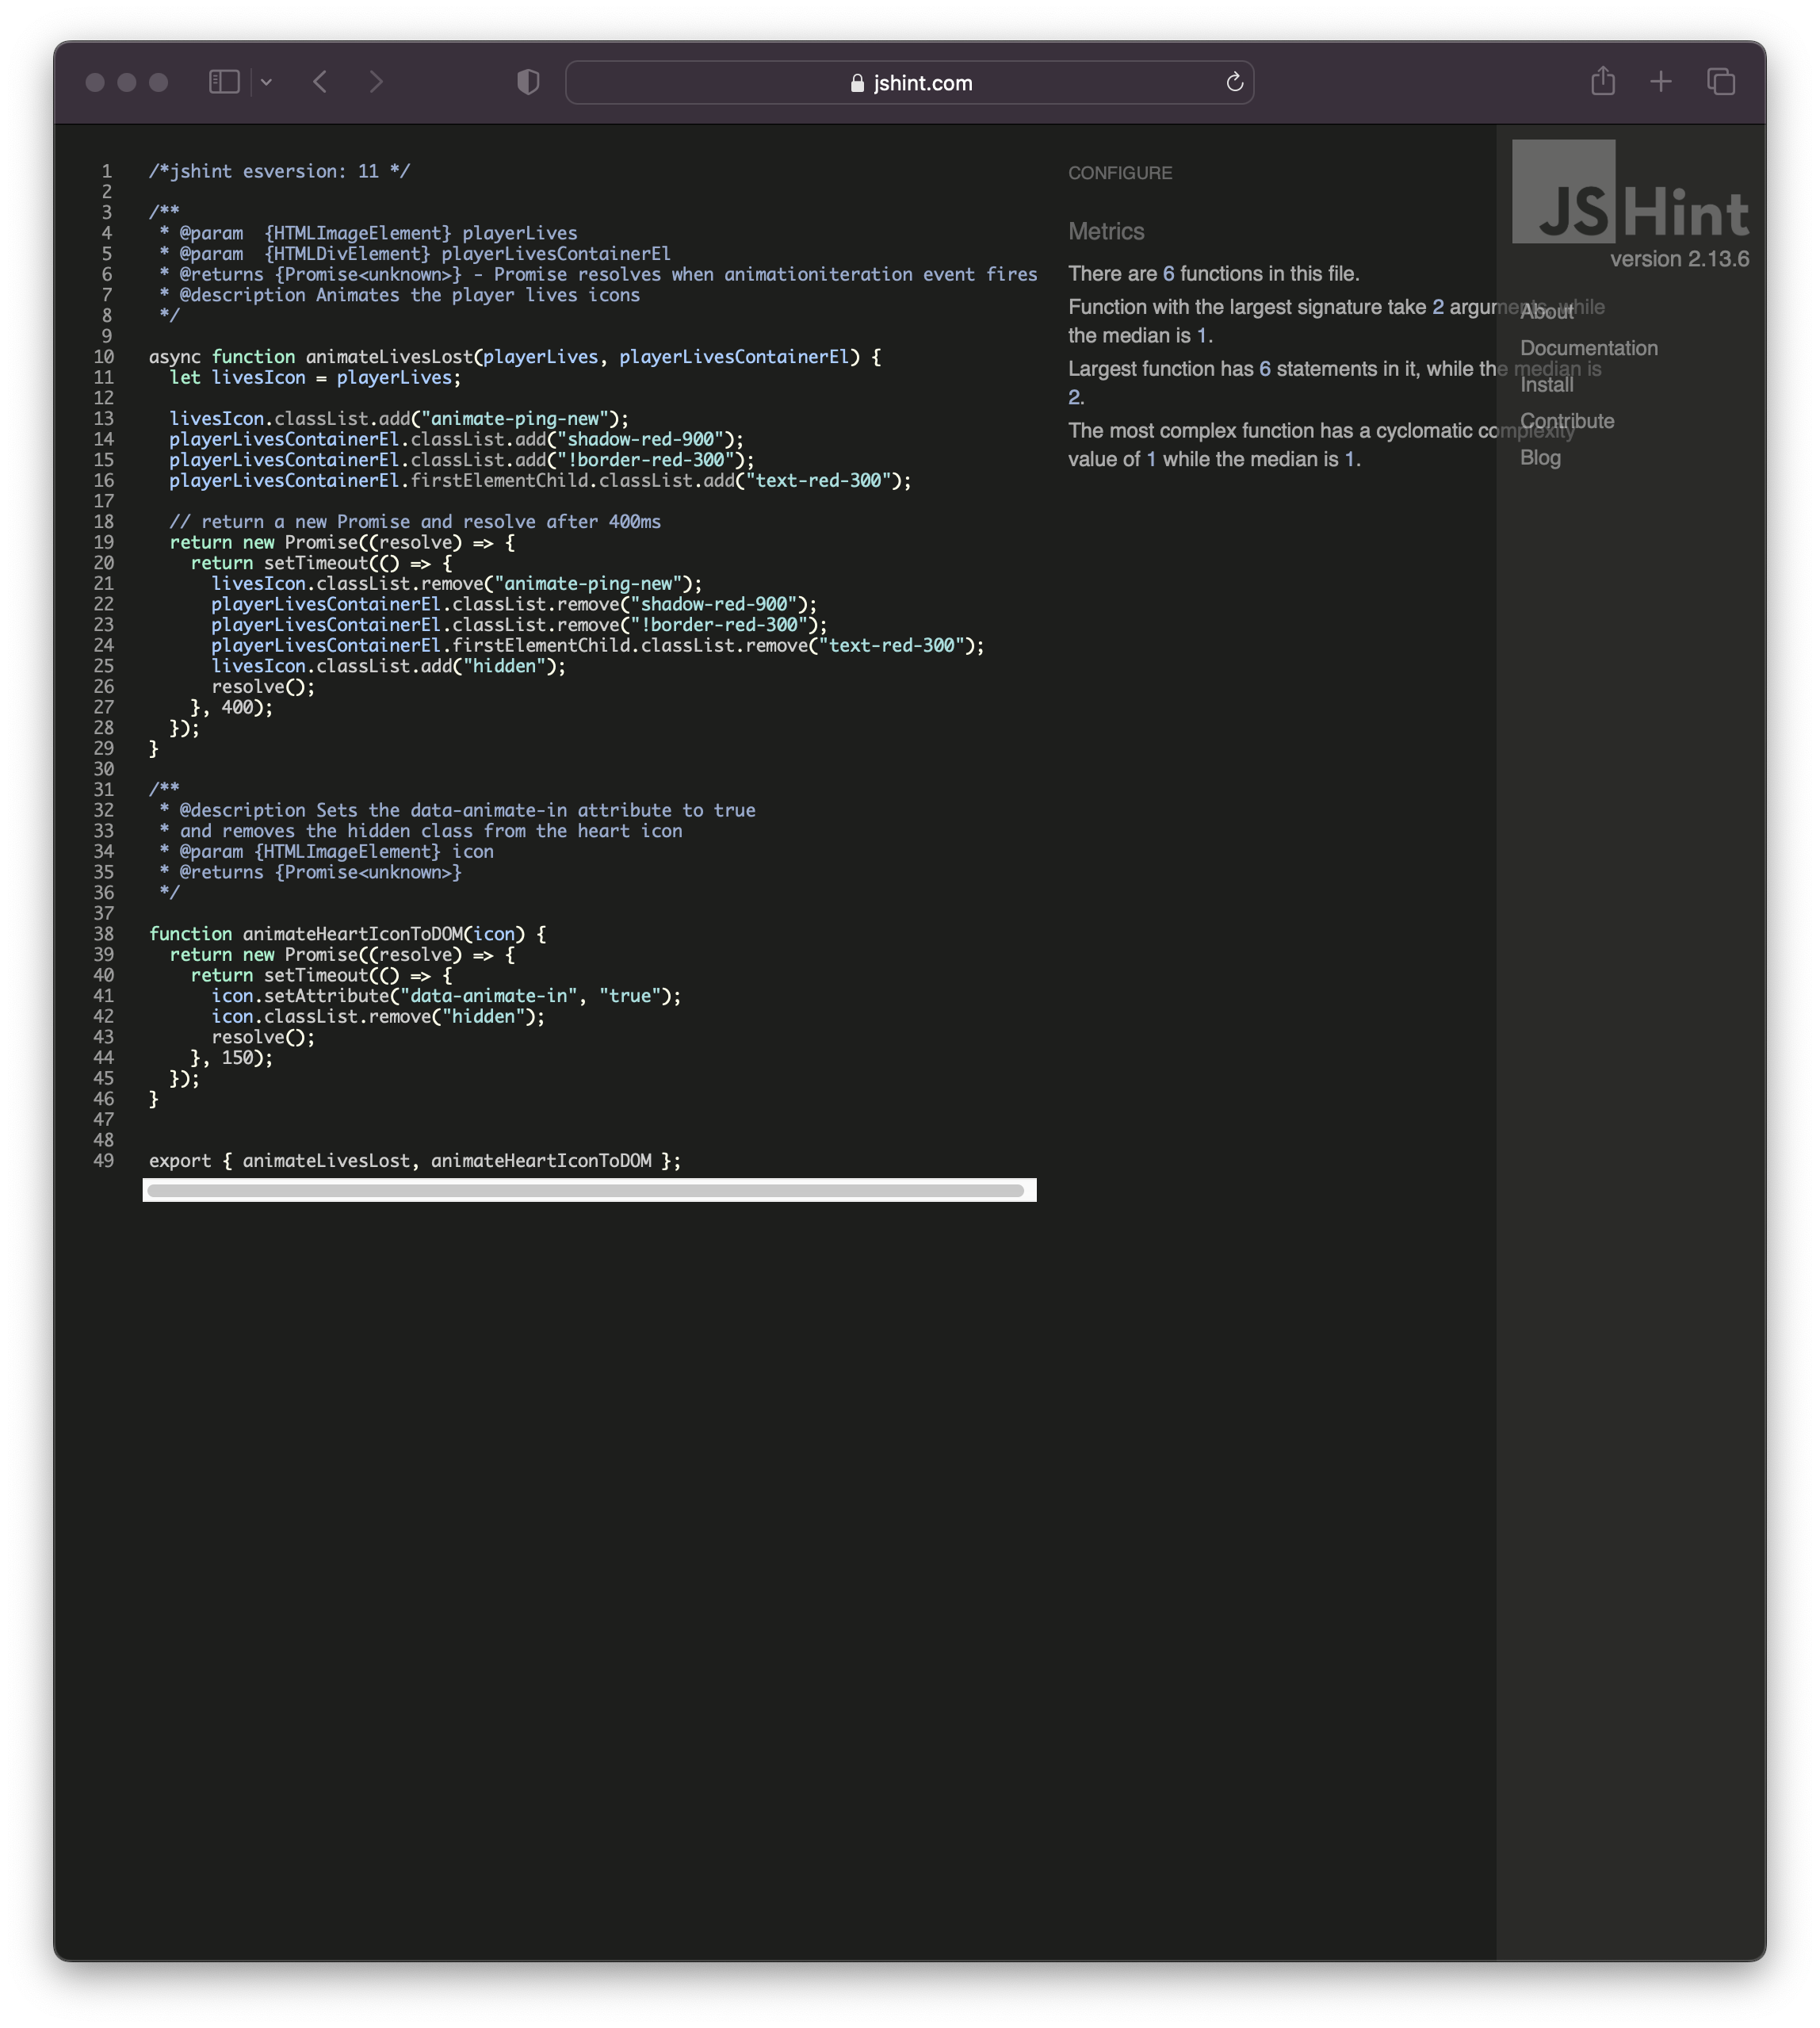 jshint.com
1 /*jshint esversion: 11 */
2
3 /**
4  * @param  {HTMLImageElement} playerLives
5  * @param  {HTMLDivElement} playerLivesContainerEl
6  * @returns {Promise<unknown>} - Promise resolves when animationiteration event fires
7  * @description Animates the player lives icons
8  */
9
10 async function animateLivesLost(playerLives, playerLivesContainerEl) {
11   let livesIcon = playerLives;
12
13   livesIcon.classList.add("animate-ping-new");
14   playerLivesContainerEl.classList.add("shadow-red-900");
15   playerLivesContainerEl.classList.add("!border-red-300");
16   playerLivesContainerEl.firstElementChild.classList.add("text-red-300");
17
18   // return a new Promise and resolve after 400ms
19   return new Promise((resolve) => {
20     return setTimeout(() => {
21       livesIcon.classList.remove("animate-ping-new");
22       playerLivesContainerEl.classList.remove("shadow-red-900");
23       playerLivesContainerEl.classList.remove("!border-red-300");
24       playerLivesContainerEl.firstElementChild.classList.remove("text-red-300");
25       livesIcon.classList.add("hidden");
26       resolve();
27     }, 400);
28   });
29 }
30
31 /**
32  * @description Sets the data-animate-in attribute to true
33  * and removes the hidden class from the heart icon
34  * @param {HTMLImageElement} icon
35  * @returns {Promise<unknown>}
36  */
37
38 function animateHeartIconToDOM(icon) {
39   return new Promise((resolve) => {
40     return setTimeout(() => {
41       icon.setAttribute("data-animate-in", "true");
42       icon.classList.remove("hidden");
43       resolve();
44     }, 150);
45   });
46 }
47
48
49 export { animateLivesLost, animateHeartIconToDOM };
CONFIGURE
Metrics
There are 6 functions in this file.
Function with the largest signature take 2 arguments, while
the median is 1.
Largest function has 6 statements in it, while the median is
2.
The most complex function has a cyclomatic complexity
value of 1 while the median is 1.
JSHint
version 2.13.6
About
Documentation
Install
Contribute
Blog